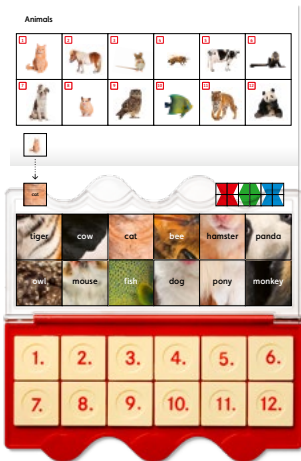 Animals
1 2 3 4 5 6
7 8 9 10 11 12
cat
tiger cow cat bee hamster panda
owl mouse fish dog pony monkey
1. 2. 3. 4. 5. 6.
7. 8. 9. 10. 11. 12.